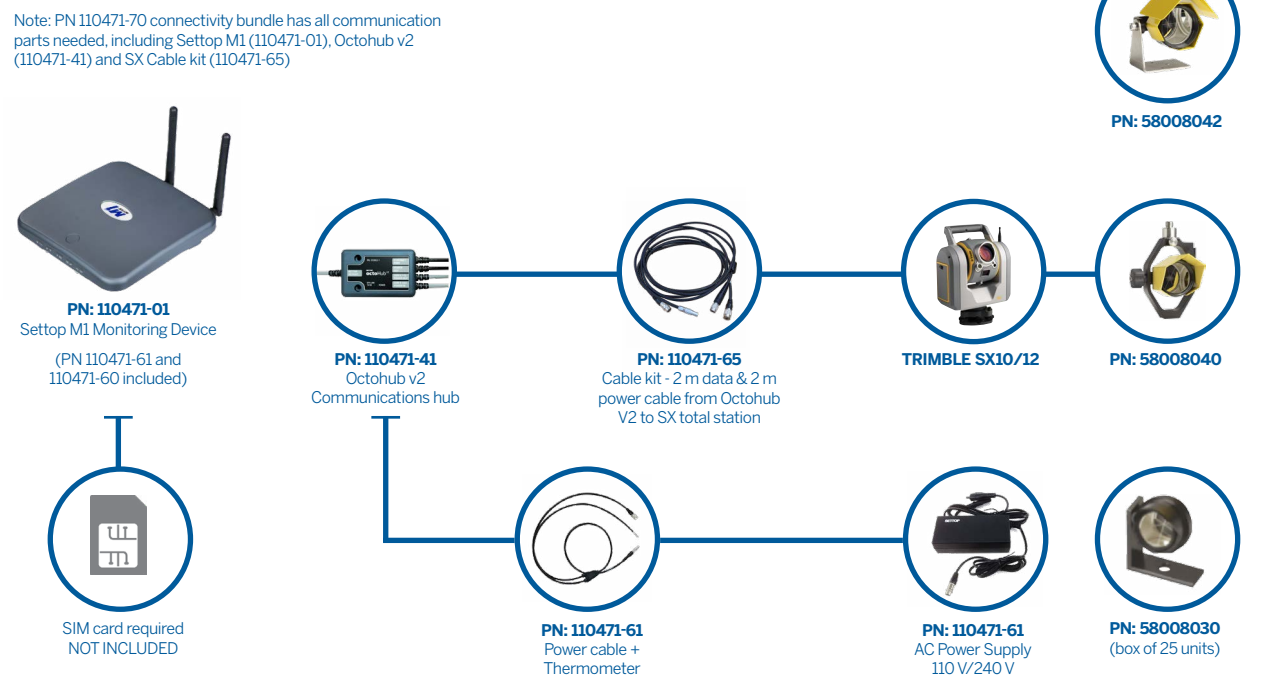 Note: PN 110471-70 connectivity bundle has all communication
parts needed, including Settop M1 (110471-01), Octohub v2
(110471-41) and SX Cable kit (110471-65)
PN: 58008042
M1
PN: 110471-01
Settop M1 Monitoring Device
(PN 110471-61 and
110471-60 included)
octoHub
PN: 110471-41
Octohub v2
Communications hub
PN: 110471-65
Cable kit - 2 m data & 2 m
power cable from Octohub
V2 to SX total station
TRIMBLE SX10/12
PN: 58008040
SIM card required
NOT INCLUDED
PN: 110471-61
Power cable +
Thermometer
SETTOP
PN: 110471-61
AC Power Supply
110 V/240 V
PN: 58008030
(box of 25 units)